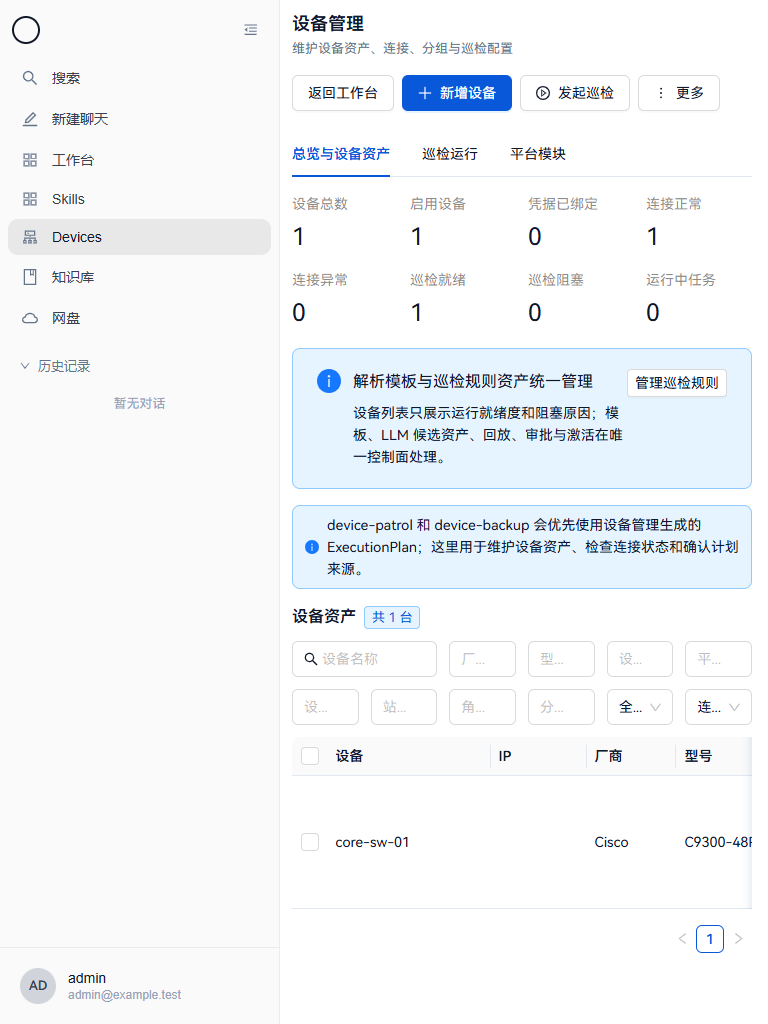 搜索
新建聊天
工作台
Skills
Devices
知识库
网盘
历史记录
暂无对话
AD
admin
admin@example.test
设备管理
维护设备资产、连接、分组与巡检配置
返回工作台
新增设备
发起巡检
更多
总览与设备资产
巡检运行
平台模块
设备总数
启用设备
凭据已绑定
连接正常
1
1
0
1
连接异常
巡检就绪
巡检阻塞
运行中任务
0
1
0
0
解析模板与巡检规则资产统一管理
管理巡检规则
设备列表只展示运行就绪度和阻塞原因；模
板、LLM 候选资产、回放、审批与激活在唯
一控制面处理。
device-patrol 和 device-backup 会优先使用设备管理生成的
ExecutionPlan；这里用于维护设备资产、检查连接状态和确认计划
来源。
设备资产
共 1 台
设备名称
厂...
型...
设...
平...
设...
站...
角...
分...
全...
连...
设备
IP
厂商
型号
core-sw-01
Cisco
C9300-48P
1